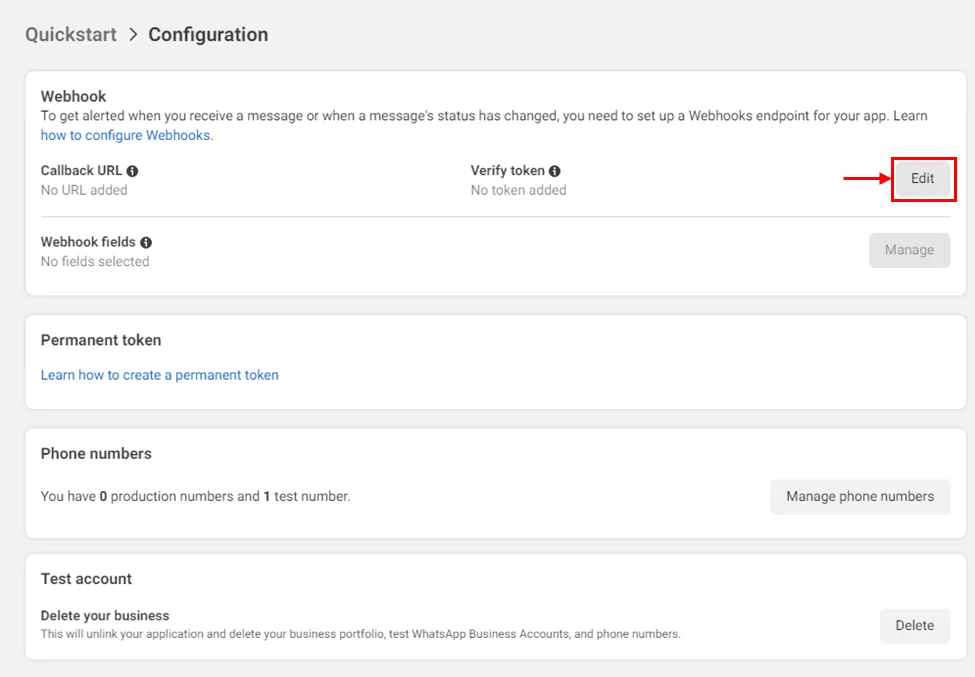 Quickstart > Configuration
Webhook
To get alerted when you receive a message or when a message's status has changed, you need to set up a Webhooks endpoint for your app. Learn
how to configure Webhooks.
Callback URL Verify token
No URL added No token added
Edit
Webhook fields
No fields selected
Manage
Permanent token
Learn how to create a permanent token
Phone numbers
You have 0 production numbers and 1 test number.
Manage phone numbers
Test account
Delete your business
This will unlink your application and delete your business portfolio, test WhatsApp Business Accounts, and phone numbers.
Delete